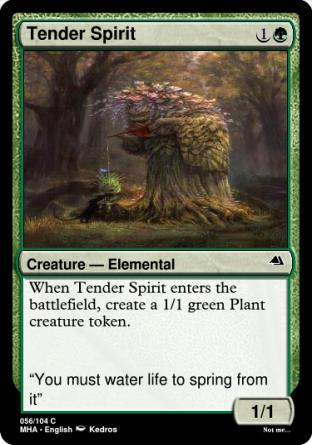 Tender Spirit 1
Creature — Elemental
When Tender Spirit enters the
battlefield, create a 1/1 green Plant
creature token.
“You must water life to spring from
it”
1/1
056/104 C
MHA • English Kedros
Not me...